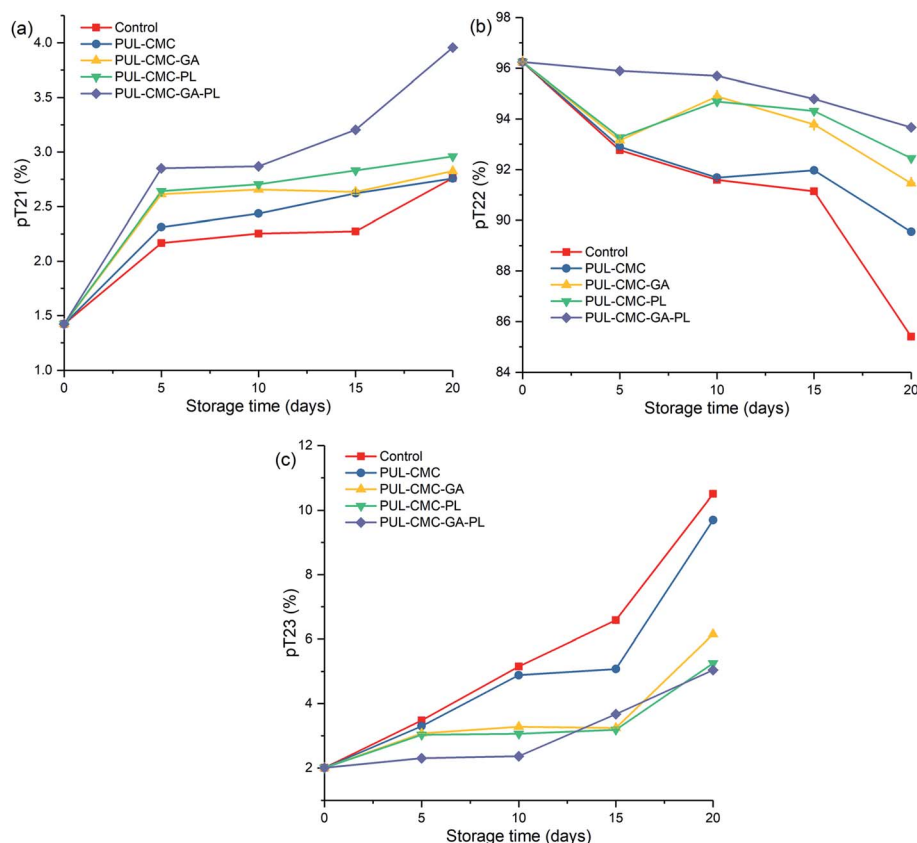 (a)
Control
PUL-CMC
PUL-CMC-GA
PUL-CMC-PL
PUL-CMC-GA-PL
4.0
3.5
3.0
2.5
2.0
1.5
1.0
pT21 (%)
0 5 10 15 20
Storage time (days)
(b)
98
96
94
92
90
88
86
84
pT22 (%)
Control
PUL-CMC
PUL-CMC-GA
PUL-CMC-PL
PUL-CMC-GA-PL
0 5 10 15 20
Storage time (days)
(c)
Control
PUL-CMC
PUL-CMC-GA
PUL-CMC-PL
PUL-CMC-GA-PL
12
10
8
6
4
2
pT23 (%)
0 5 10 15 20
Storage time (days)